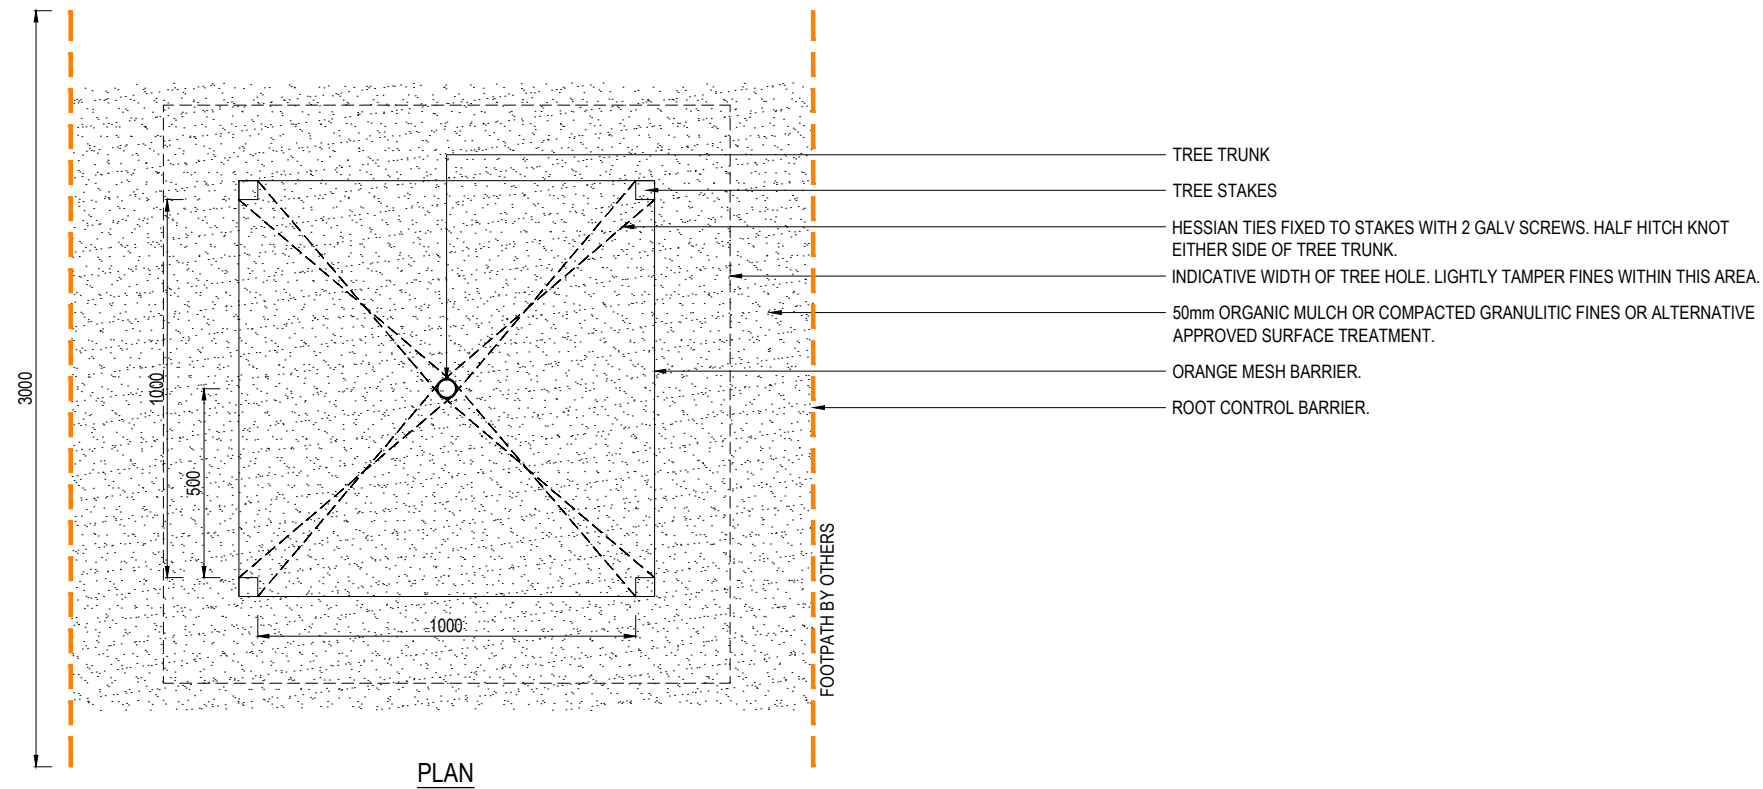 TREE TRUNK
TREE STAKES
HESSIAN TIES FIXED TO STAKES WITH 2 GALV SCREWS. HALF HITCH KNOT
EITHER SIDE OF TREE TRUNK.
INDICATIVE WIDTH OF TREE HOLE. LIGHTLY TAMPER FINES WITHIN THIS AREA.
50mm ORGANIC MULCH OR COMPACTED GRANULITIC FINES OR ALTERNATIVE
APPROVED SURFACE TREATMENT.
ORANGE MESH BARRIER.
ROOT CONTROL BARRIER.
3000
1000
500
1000
FOOTPATH BY OTHERS
PLAN